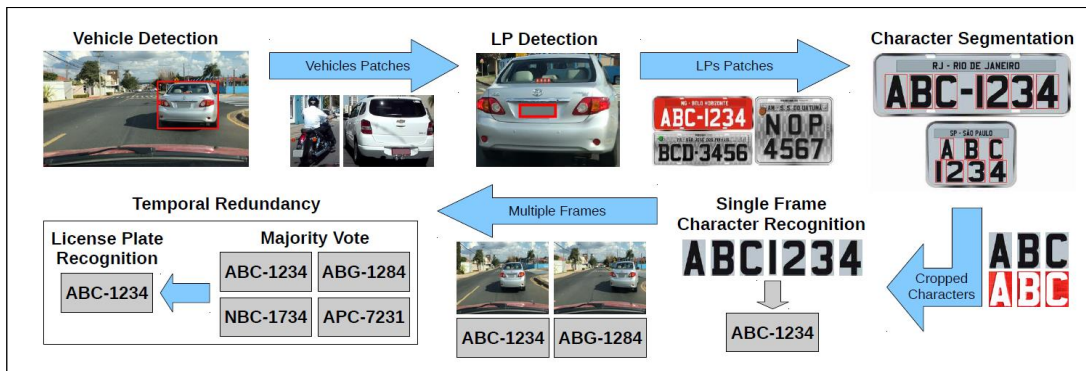 Vehicle Detection
Vehicles Patches
LP Detection
LPs Patches
MG - BELO HORIZONTE
ABC-1234
BCD·3456
NOP
4567
Character Segmentation
RJ - RIO DE JANEIRO
ABC-1234
SP - SÃO PAULO
ABC
1234
Cropped
Characters
ABC
ABC
Single Frame
Character Recognition
ABC1234
ABC-1234
Multiple Frames
ABC-1234
ABG-1284
Temporal Redundancy
Majority Vote
ABC-1234
ABG-1284
NBC-1734
APC-7231
License Plate
Recognition
ABC-1234